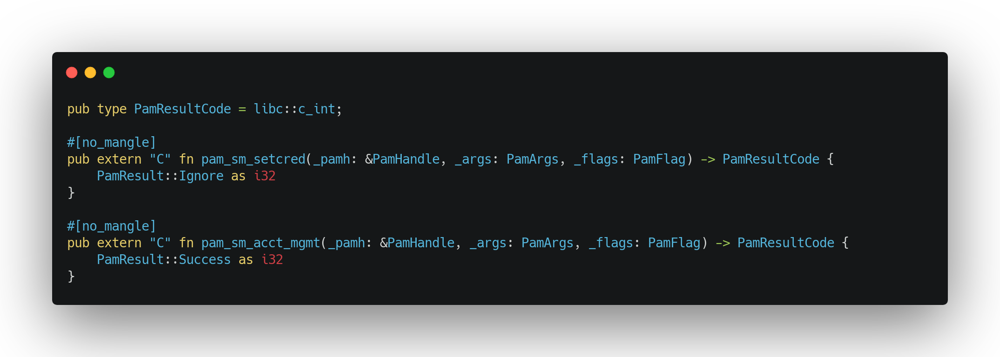 pub type PamResultCode = libc::c_int;
#[no_mangle]
pub extern "C" fn pam_sm_setcred(_pamh: &PamHandle, _args: PamArgs, _flags: PamFlag) -> PamResultCode {
    PamResult::Ignore as i32
}
#[no_mangle]
pub extern "C" fn pam_sm_acct_mgmt(_pamh: &PamHandle, _args: PamArgs, _flags: PamFlag) -> PamResultCode {
    PamResult::Success as i32
}